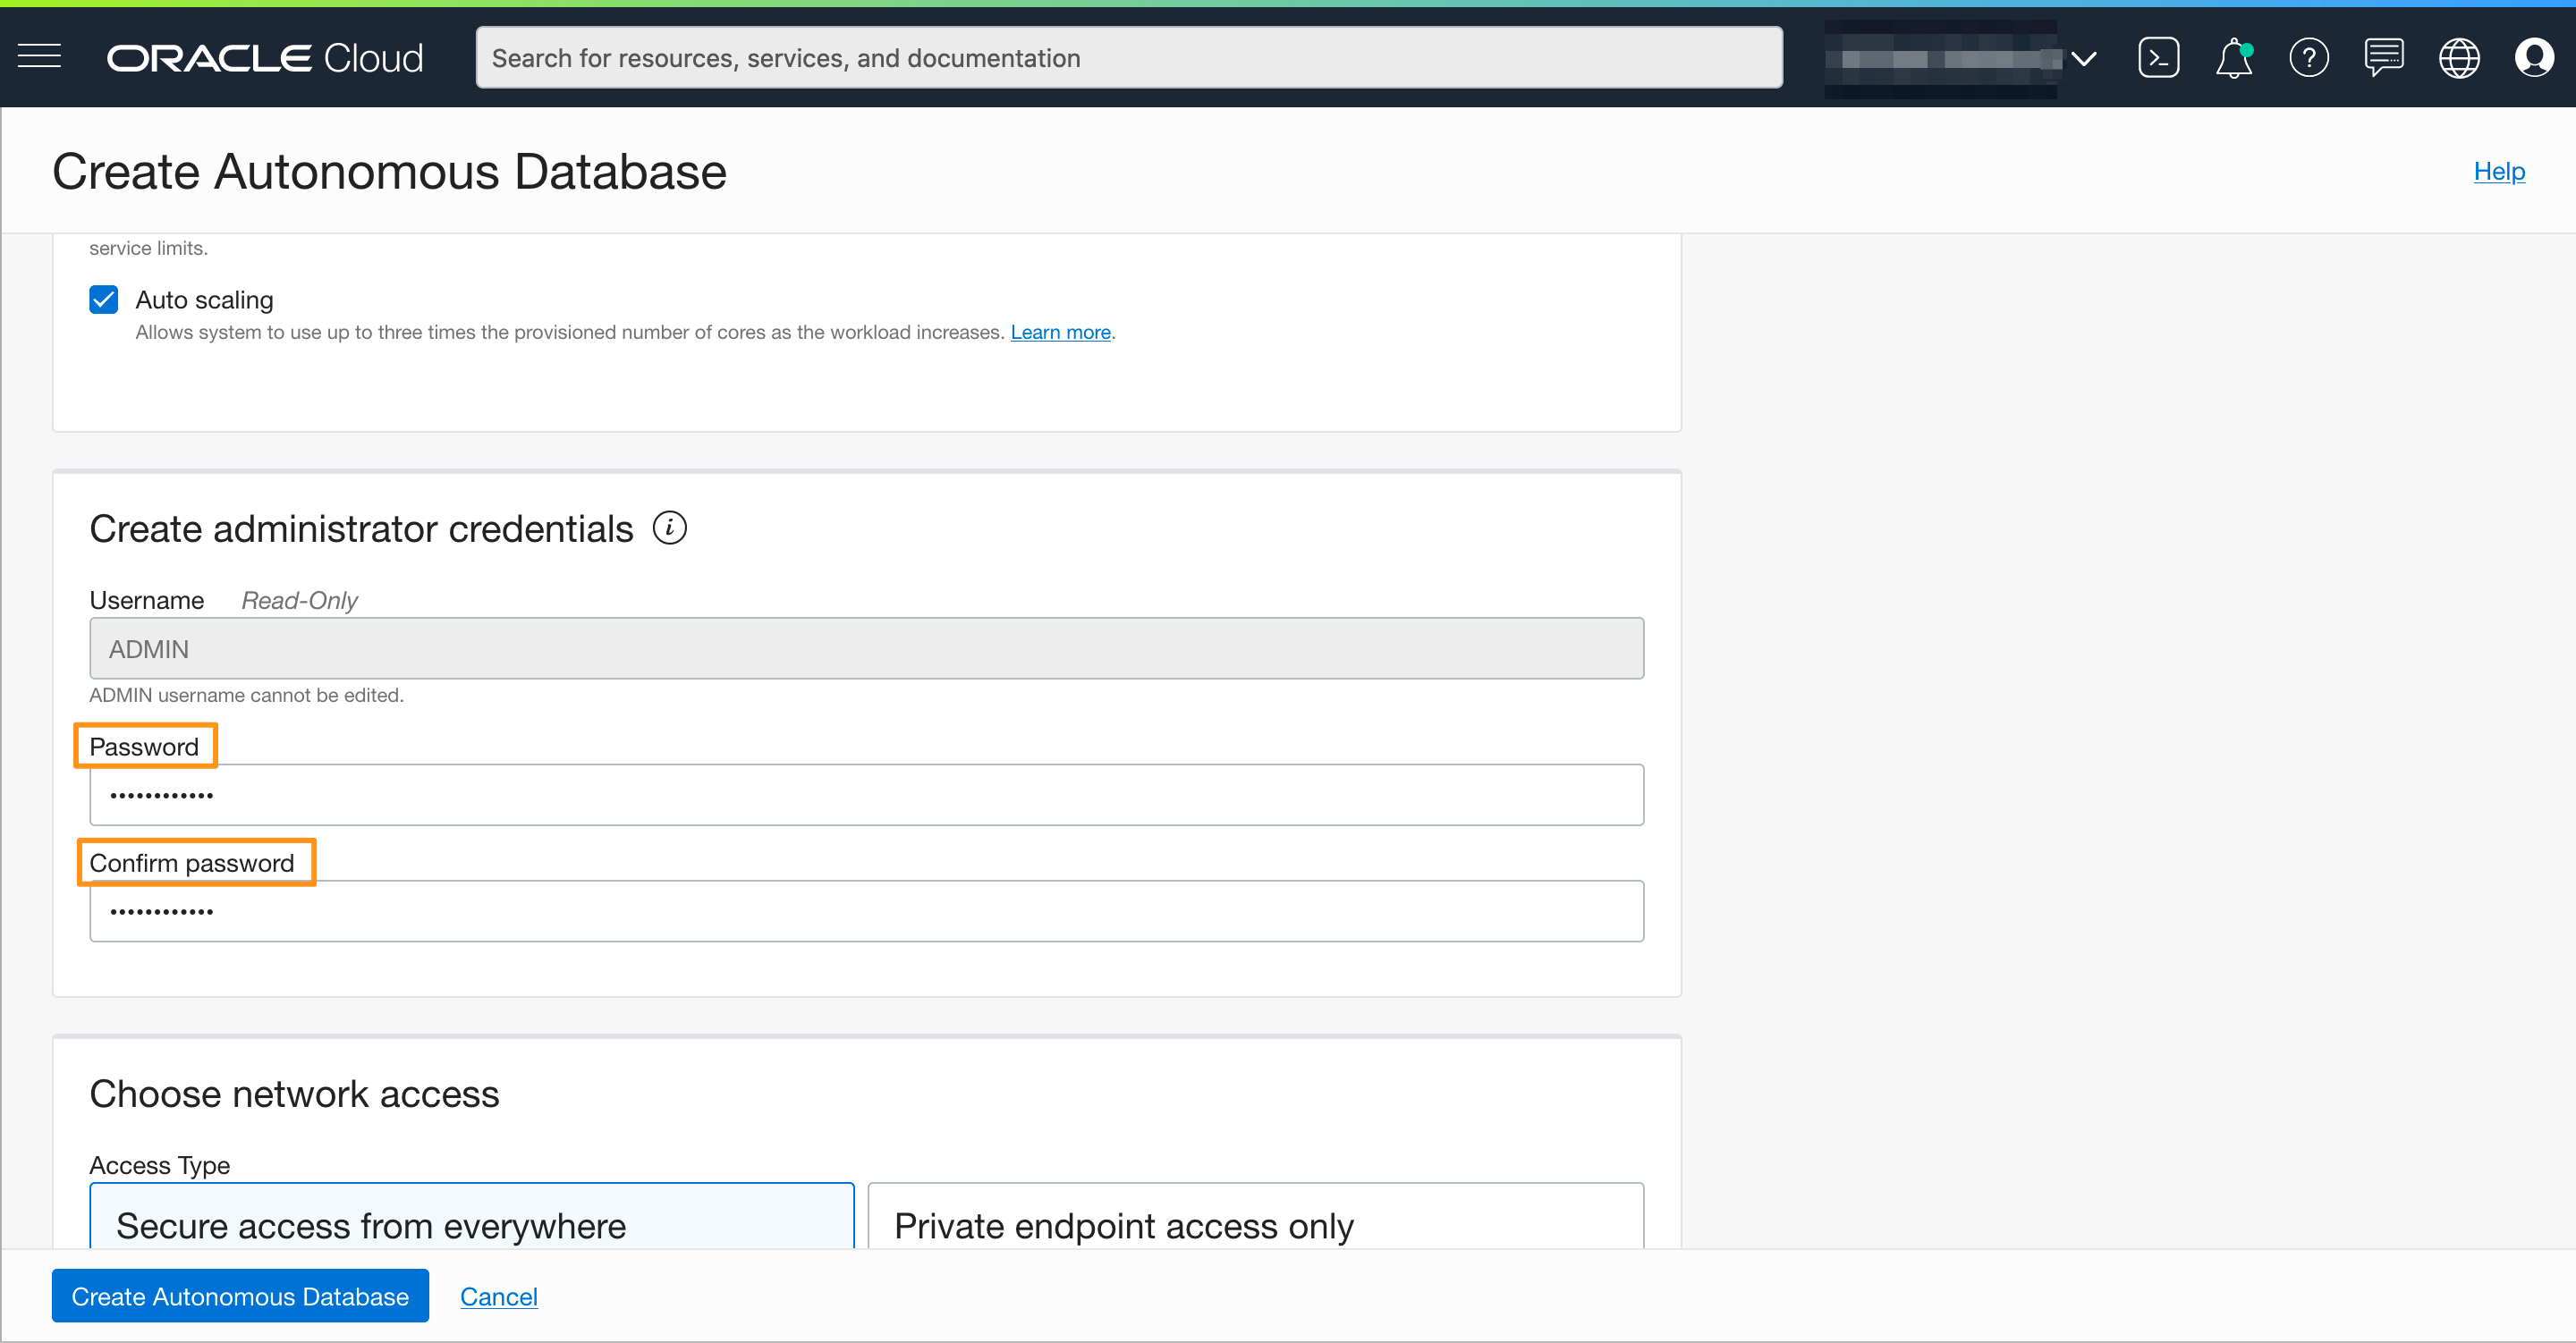 ORACLE Cloud
Search for resources, services, and documentation
Create Autonomous Database
Help
service limits.
Auto scaling
Allows system to use up to three times the provisioned number of cores as the workload increases. Learn more.
Create administrator credentials
Username Read-Only
ADMIN
ADMIN username cannot be edited.
Password
••••••••••••
Confirm password
••••••••••••
Choose network access
Access Type
Secure access from everywhere
Private endpoint access only
Create Autonomous Database
Cancel